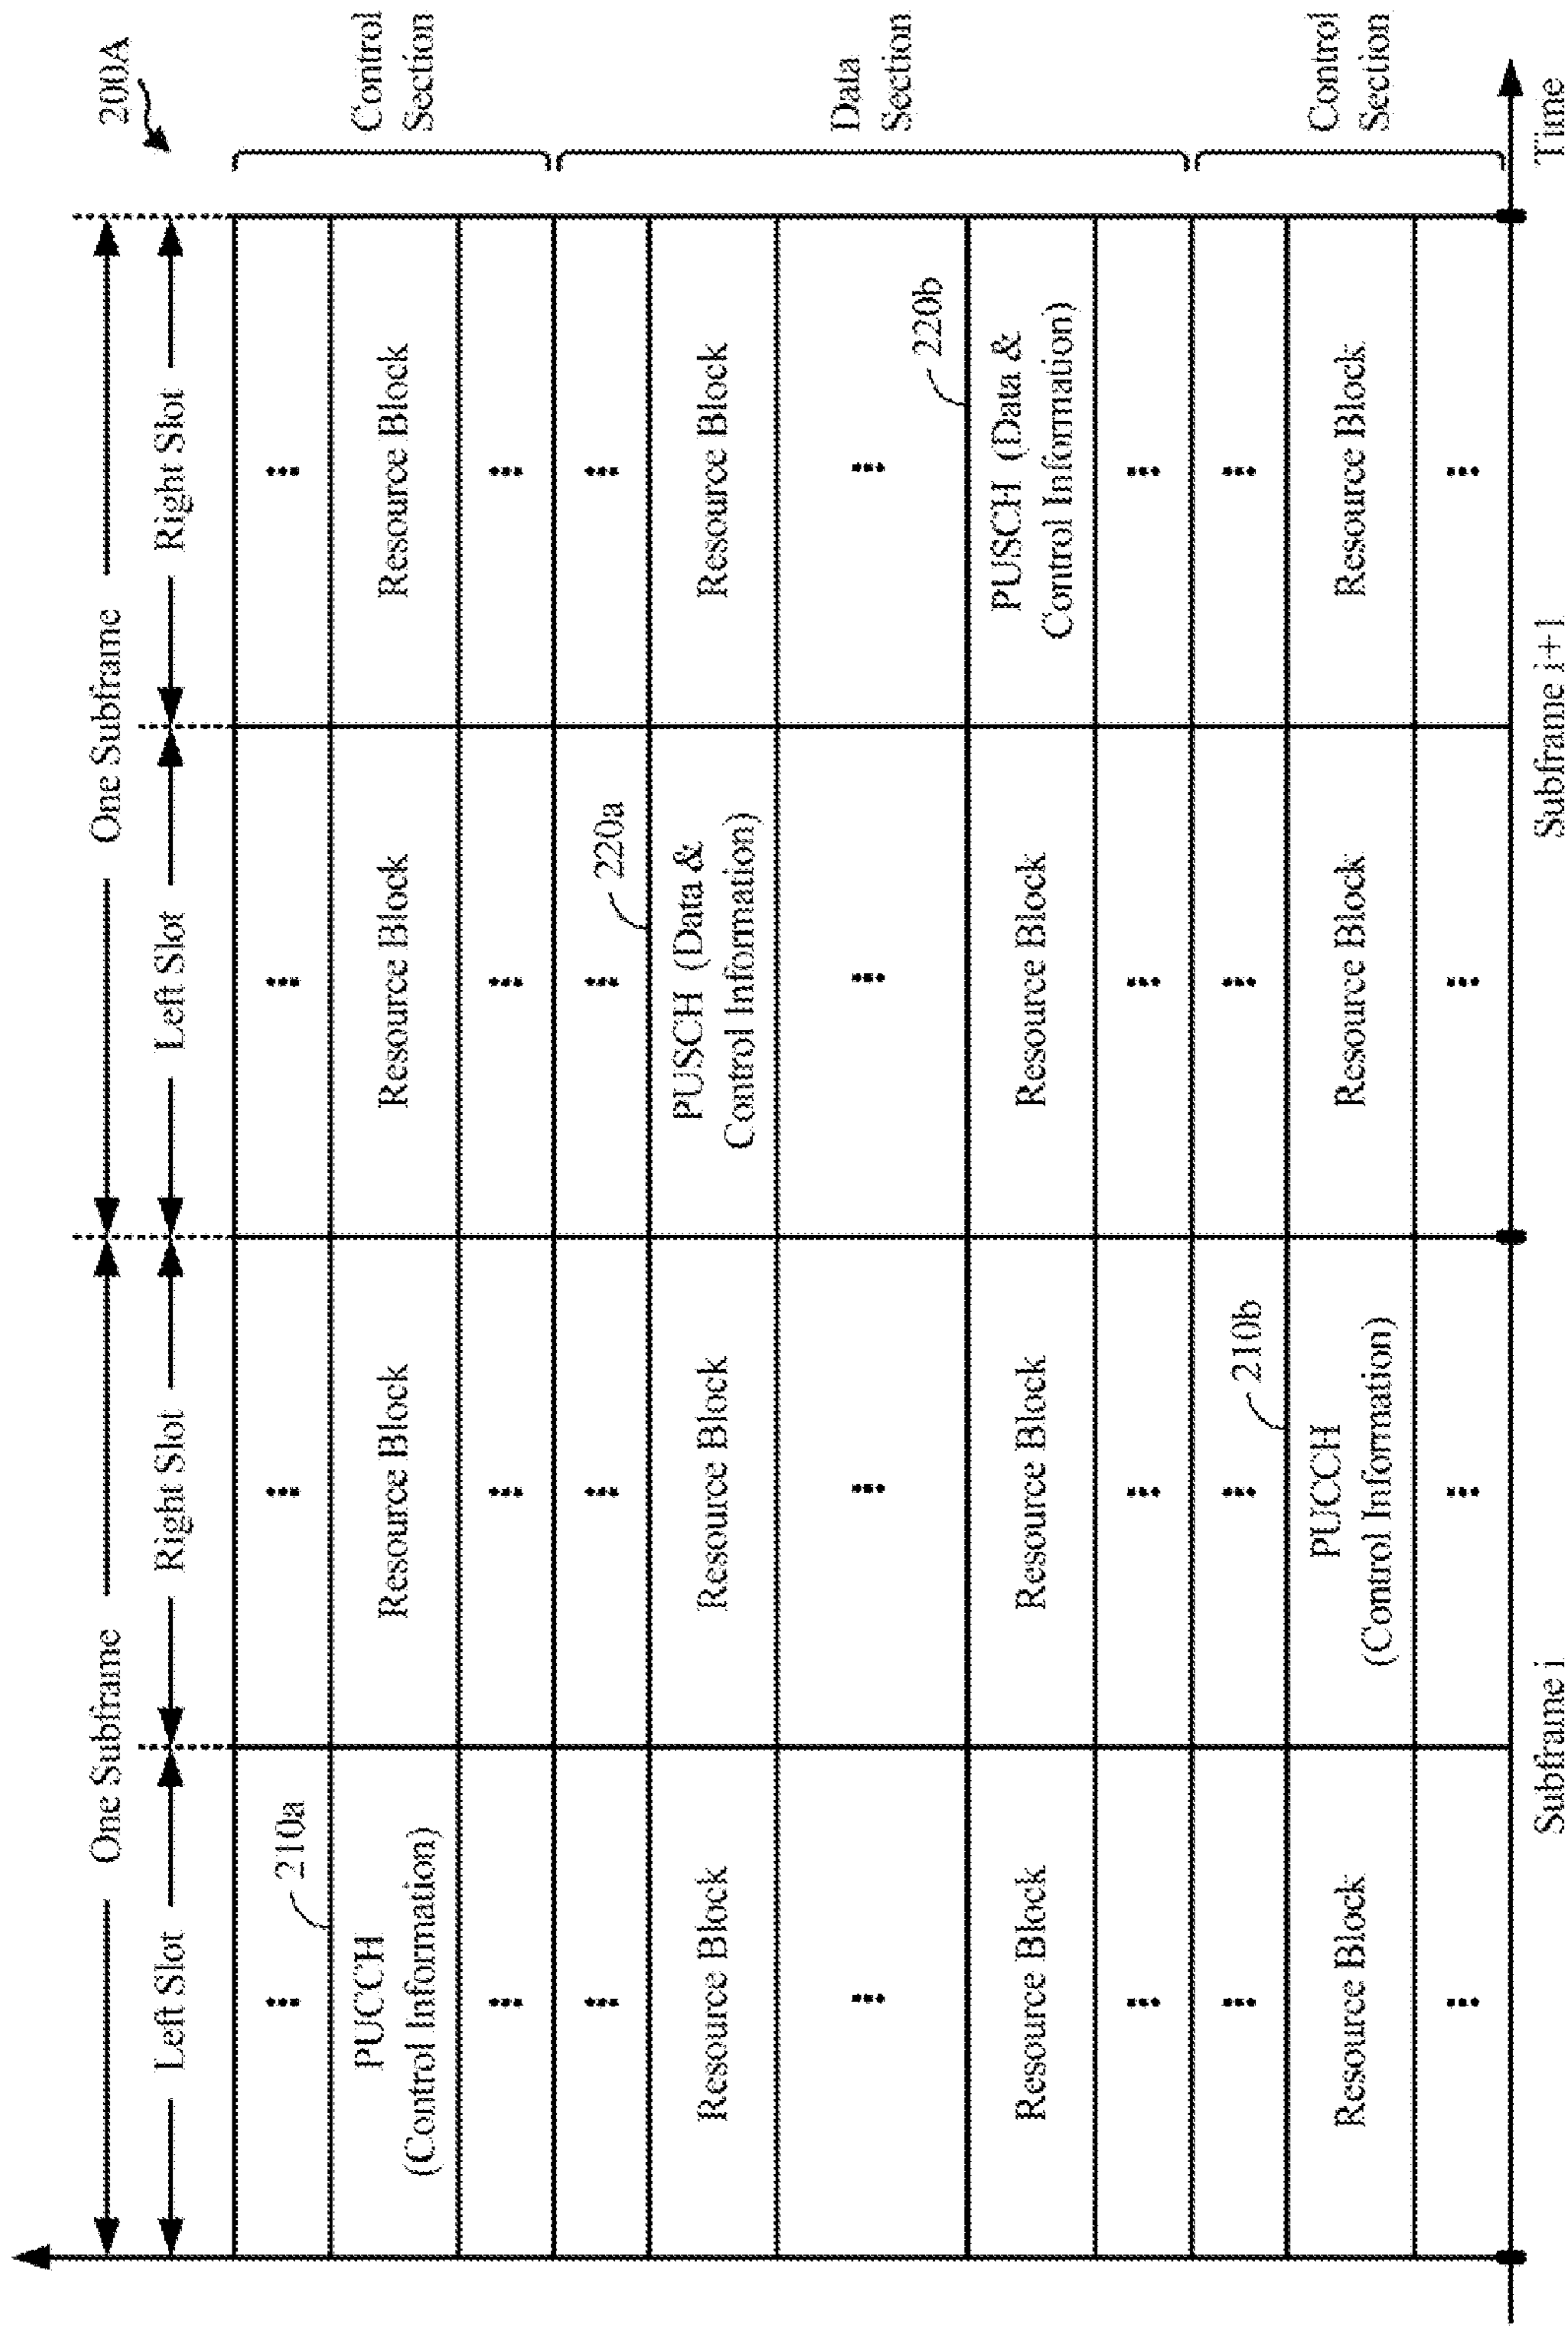 200A
One Subframe
One Subframe
Left Slot
Right Slot
Left Slot
Right Slot
Control
Section
Data
Section
Control
Section
210a
PUCCH
(Control Information)
Resource Block
Resource Block
Resource Block
220a
Resource Block
Resource Block
PUSCH (Data &
Control Information)
Resource Block
220b
Resource Block
Resource Block
Resource Block
PUSCH (Data &
Control Information)
210b
Resource Block
PUCCH
(Control Information)
Resource Block
Resource Block
Subframe i
Subframe i+1
Time